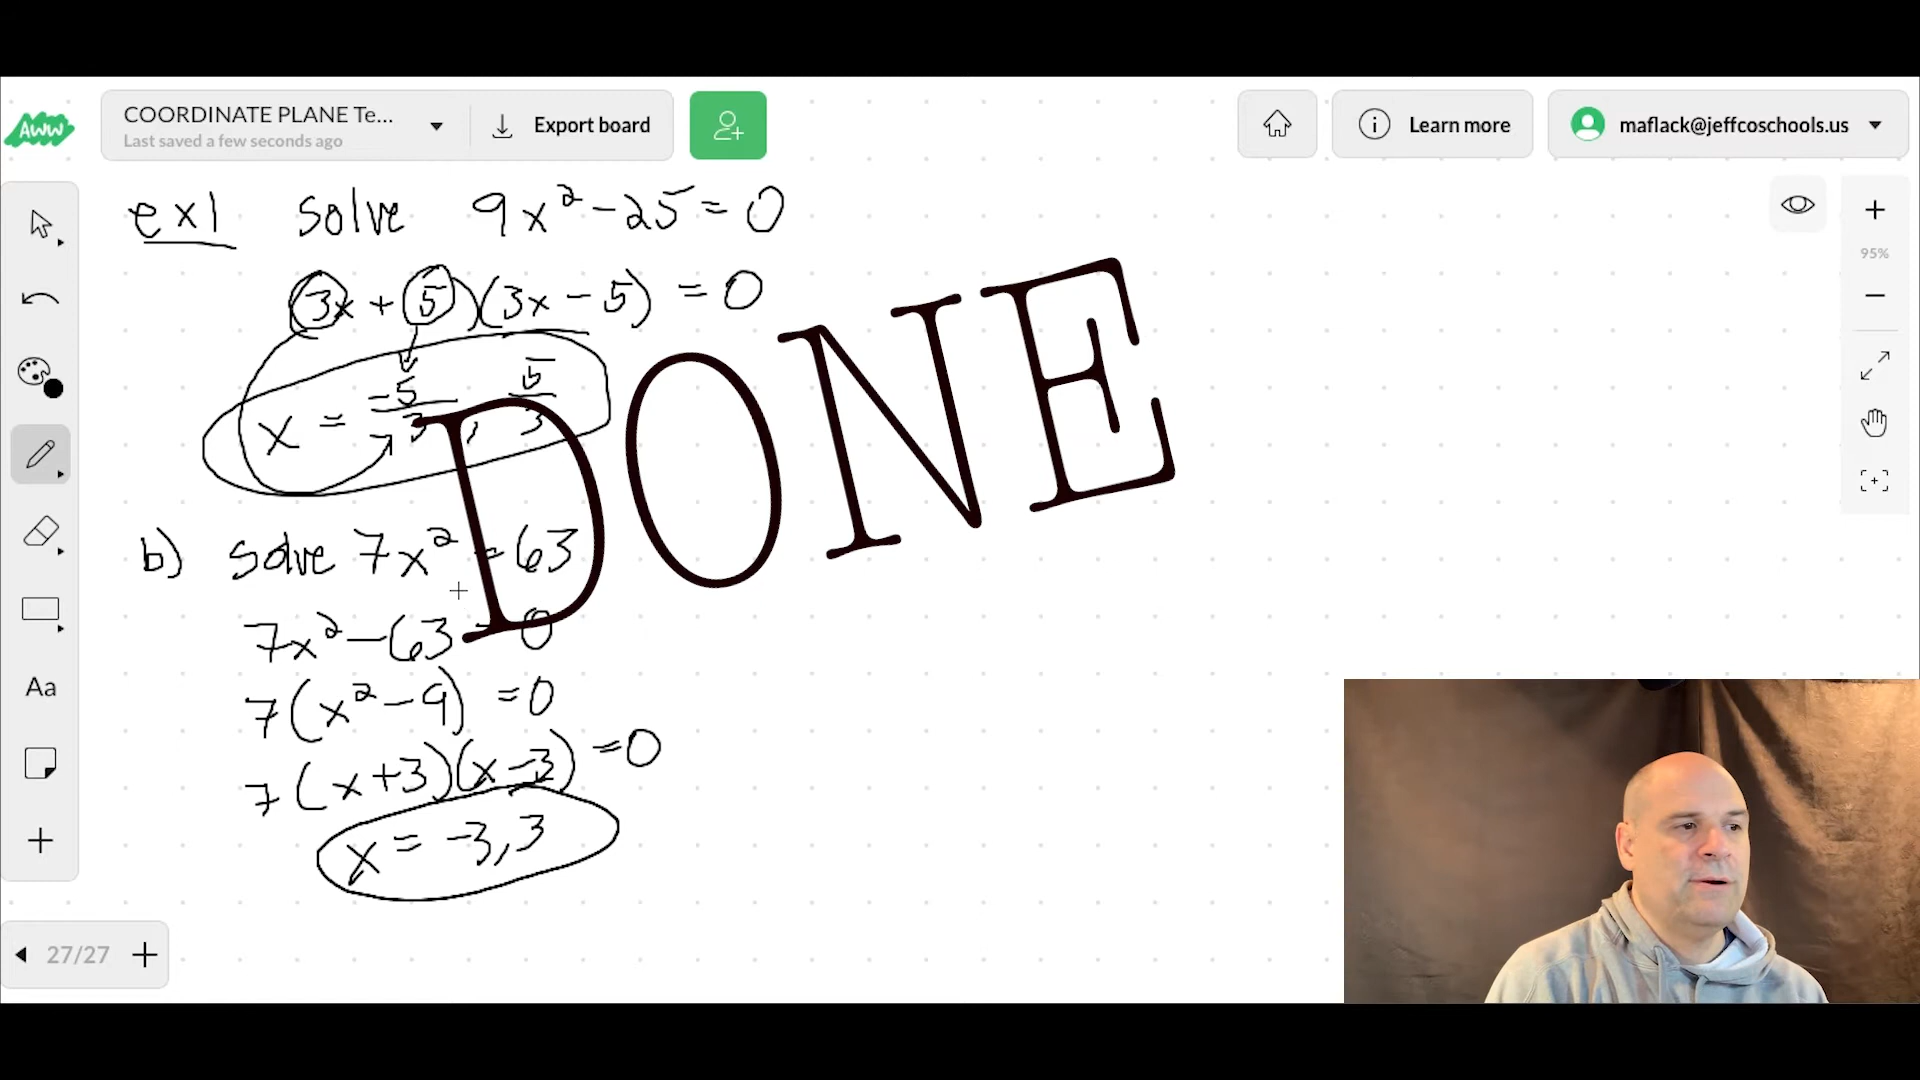 AWW
COORDINATE PLANE Te...
Last saved a few seconds ago
Export board
Learn more
maflack@jeffcoschools.us
95%
ex1 solve 9x²-25=0
(3x+5)(3x-5) =0
x = -5/3, 5/3
DONE
b) solve 7x²=63
7x²-63=0
7(x²-9) =0
7(x+3)(x-3)=0
x = -3,3
Aa
27/27